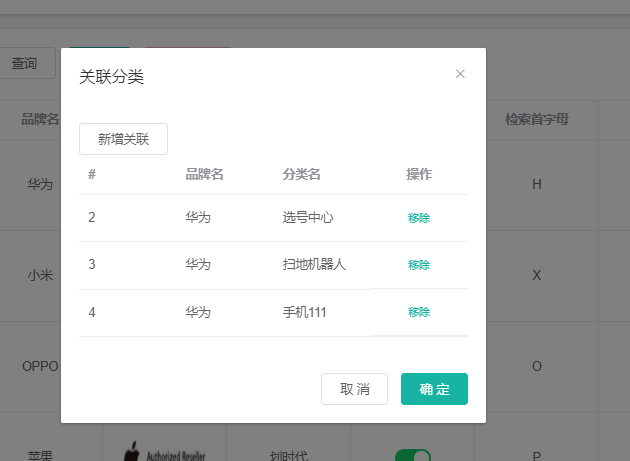 查询
关联分类
新增关联
品牌名 检索首字母
# 品牌名 分类名 操作
华为 H
2 华为 选号中心 移除
3 华为 扫地机器人 移除
小米 X
4 华为 手机111 移除
OPPO O
取 消 确 定
苹果 Authorized Reseller 划时代 P